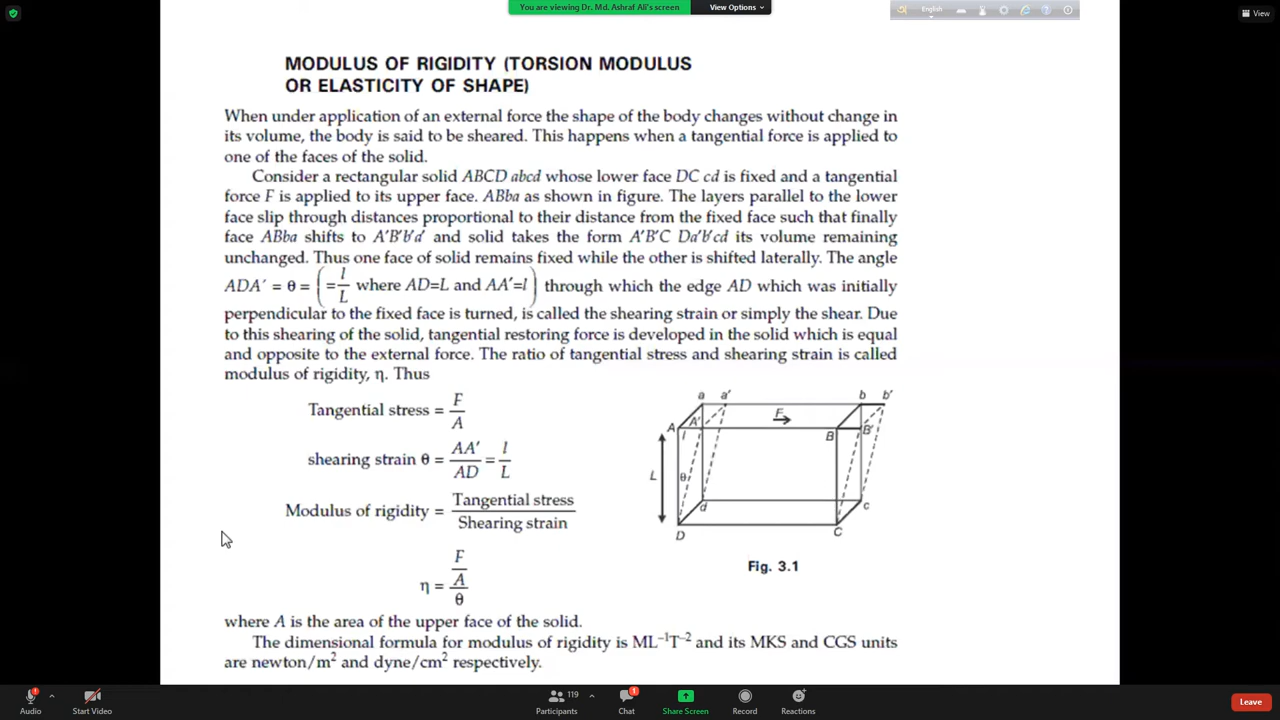 You are viewing Dr. Md. Ashraf Ali's screen
View Options
English
View
MODULUS OF RIGIDITY (TORSION MODULUS
OR ELASTICITY OF SHAPE)
When under application of an external force the shape of the body changes without change in
its volume, the body is said to be sheared. This happens when a tangential force is applied to
one of the faces of the solid.
Consider a rectangular solid ABCD abcd whose lower face DC cd is fixed and a tangential
force F is applied to its upper face. ABba as shown in figure. The layers parallel to the lower
face slip through distances proportional to their distance from the fixed face such that finally
face ABba shifts to A′B′b′a′ and solid takes the form A′B′C Da′b′cd its volume remaining
unchanged. Thus one face of solid remains fixed while the other is shifted laterally. The angle
ADA′ = θ = (= l/L where AD=L and AA′=l) through which the edge AD which was initially
perpendicular to the fixed face is turned, is called the shearing strain or simply the shear. Due
to this shearing of the solid, tangential restoring force is developed in the solid which is equal
and opposite to the external force. The ratio of tangential stress and shearing strain is called
modulus of rigidity, η. Thus
Tangential stress = F/A
shearing strain θ = AA′/AD = l/L
Modulus of rigidity = Tangential stress/Shearing strain
η = F/A/θ
a a′ b b′
F
A A′ B B′
l
L
θ
d c
D C
Fig. 3.1
where A is the area of the upper face of the solid.
The dimensional formula for modulus of rigidity is ML⁻¹T⁻² and its MKS and CGS units
are newton/m² and dyne/cm² respectively.
Audio
Start Video
119
Participants
1
Chat
Share Screen
Record
Reactions
Leave